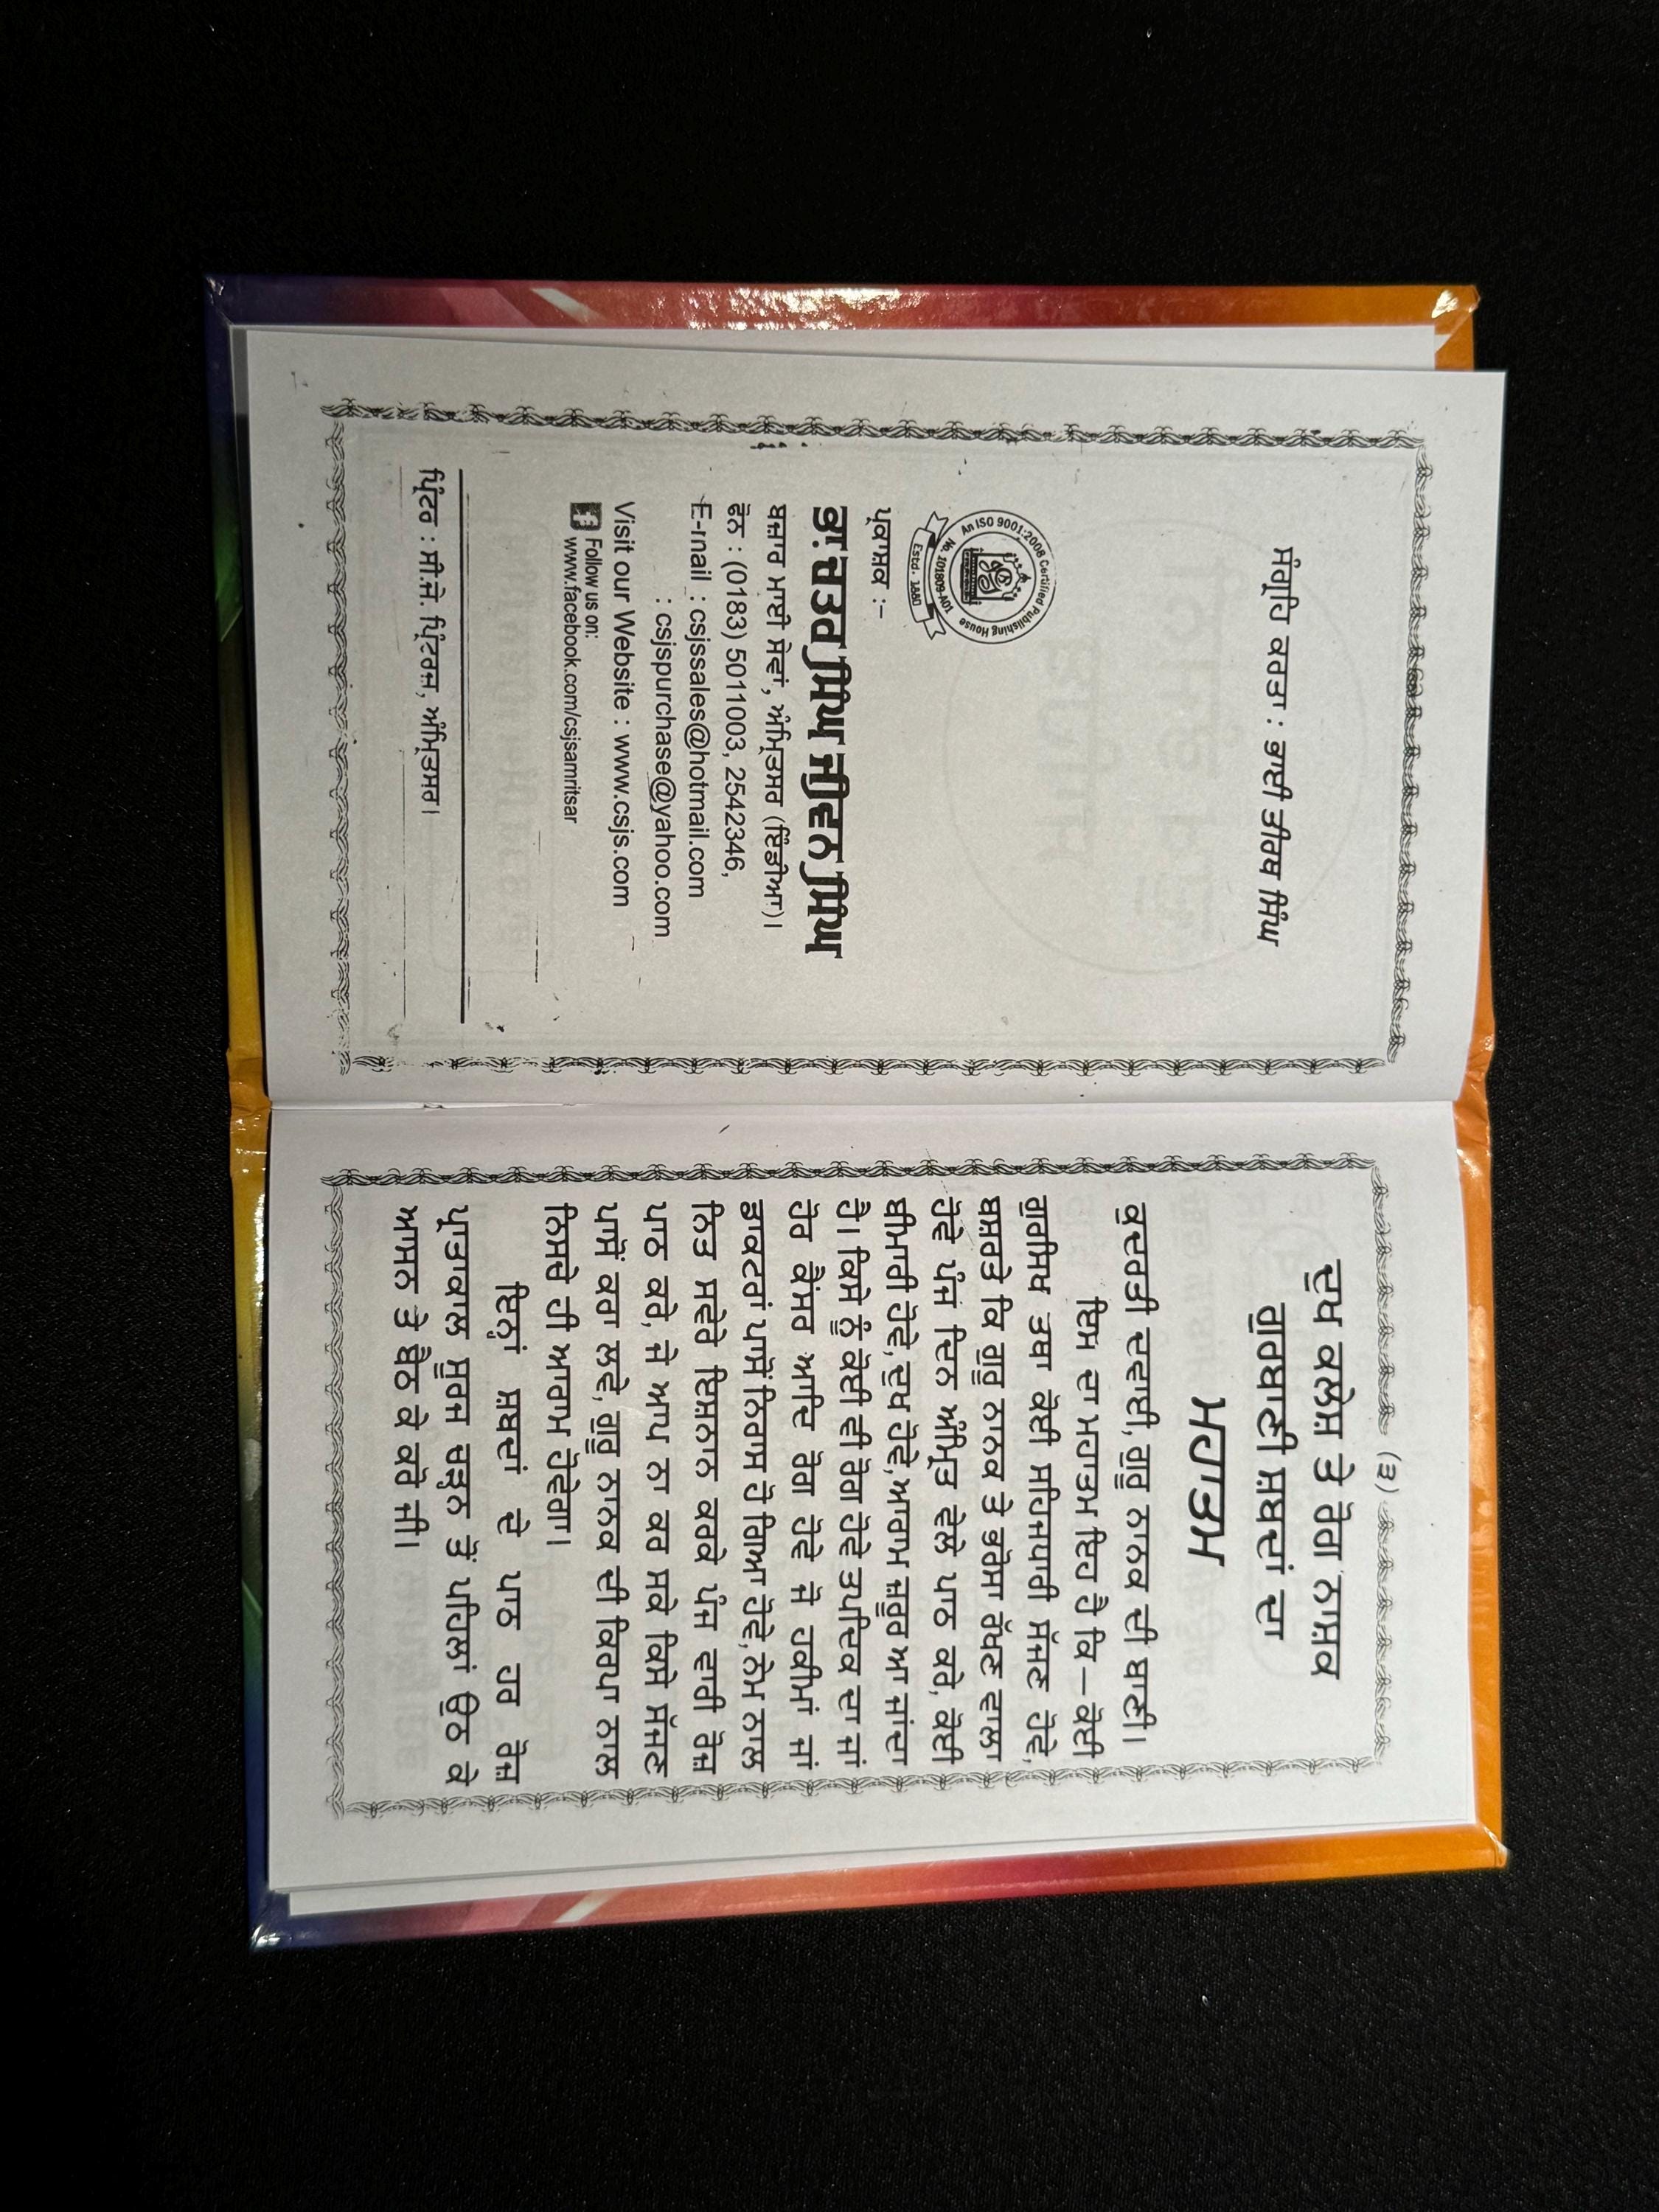 ਸੰਗ੍ਰਹਿ ਕਰਤਾ : ਭਾਈ ਤੀਰਥ ਸਿੰਘ
An ISO 9001:2008 Certified Publishing House
No. 101809-10V
Estd. 1880
ਪ੍ਰਕਾਸ਼ਕ :–
ਭਾ. ਚਤਰ ਸਿੰਘ ਜੀਵਨ ਸਿੰਘ
ਬਜ਼ਾਰ ਮਾਈ ਸੇਵਾਂ, ਅੰਮ੍ਰਿਤਸਰ (ਇੰਡੀਆ)।
ਫੋਨ : (0183) 5011003, 2542346,
E-mail : csjssales@hotmail.com
: csjspurchase@yahoo.com
Visit our Website : www.csjs.com
Follow us on:
www.facebook.com/csjsamritsar
ਪ੍ਰਿੰਟਰ : ਸੀ.ਜੇ. ਪ੍ਰਿੰਟਰਜ਼, ਅੰਮ੍ਰਿਤਸਰ।
(੩)
ਦੁਖ ਕਲੇਸ਼ ਤੇ ਰੋਗ ਨਾਸ਼ਕ
ਗੁਰਬਾਣੀ ਸ਼ਬਦਾਂ ਦਾ
ਮਹਾਤਮ
ਕੁਦਰਤੀ ਦਵਾਈ, ਗੁਰੂ ਨਾਨਕ ਦੀ ਬਾਣੀ।
ਇਸ ਦਾ ਮਹਾਤਮ ਇਹ ਹੈ ਕਿ—ਕੋਈ
ਗੁਰਸਿਖ ਤਥਾ ਕੋਈ ਸਹਿਜਧਾਰੀ ਸੱਜਣ ਹੋਵੇ,
ਬਸ਼ਰਤੇ ਕਿ ਗੁਰੂ ਨਾਨਕ ਤੇ ਭਰੋਸਾ ਰੱਖਣ ਵਾਲਾ
ਹੋਵੇ ਪੰਜ ਦਿਨ ਅੰਮ੍ਰਿਤ ਵੇਲੇ ਪਾਠ ਕਰੇ, ਕੋਈ
ਬੀਮਾਰੀ ਹੋਵੇ, ਦੁਖ ਹੋਵੇ, ਆਰਾਮ ਜ਼ਰੂਰ ਆ ਜਾਂਦਾ
ਹੈ। ਕਿਸੇ ਨੂੰ ਕੋਈ ਵੀ ਰੋਗ ਹੋਵੇ ਤਪਦਿਕ ਦਾ ਜਾਂ
ਹੋਰ ਕੈਂਸਰ ਆਦਿ ਰੋਗ ਹੋਵੇ ਜੋ ਹਕੀਮਾਂ ਜਾਂ
ਡਾਕਟਰਾਂ ਪਾਸੋਂ ਨਿਰਾਸ ਹੋ ਗਿਆ ਹੋਵੇ, ਨੇਮ ਨਾਲ
ਨਿਤ ਸਵੇਰੇ ਇਸ਼ਨਾਨ ਕਰਕੇ ਪੰਜ ਵਾਰੀ ਰੋਜ਼
ਪਾਠ ਕਰੇ, ਜੇ ਆਪ ਨਾ ਕਰ ਸਕੇ ਕਿਸੇ ਸੱਜਣ
ਪਾਸੋਂ ਕਰਾ ਲਵੇ, ਗੁਰੂ ਨਾਨਕ ਦੀ ਕਿਰਪਾ ਨਾਲ
ਨਿਸਚੇ ਹੀ ਆਰਾਮ ਹੋਵੇਗਾ।
ਇਨ੍ਹਾਂ ਸ਼ਬਦਾਂ ਦੇ ਪਾਠ ਹਰ ਰੋਜ਼
ਪ੍ਰਾਤਾਕਾਲ ਸੂਰਜ ਚੜ੍ਹਨ ਤੋਂ ਪਹਿਲਾਂ ਉਠ ਕੇ
ਆਸਨ ਤੇ ਬੈਠ ਕੇ ਕਰੋ ਜੀ।